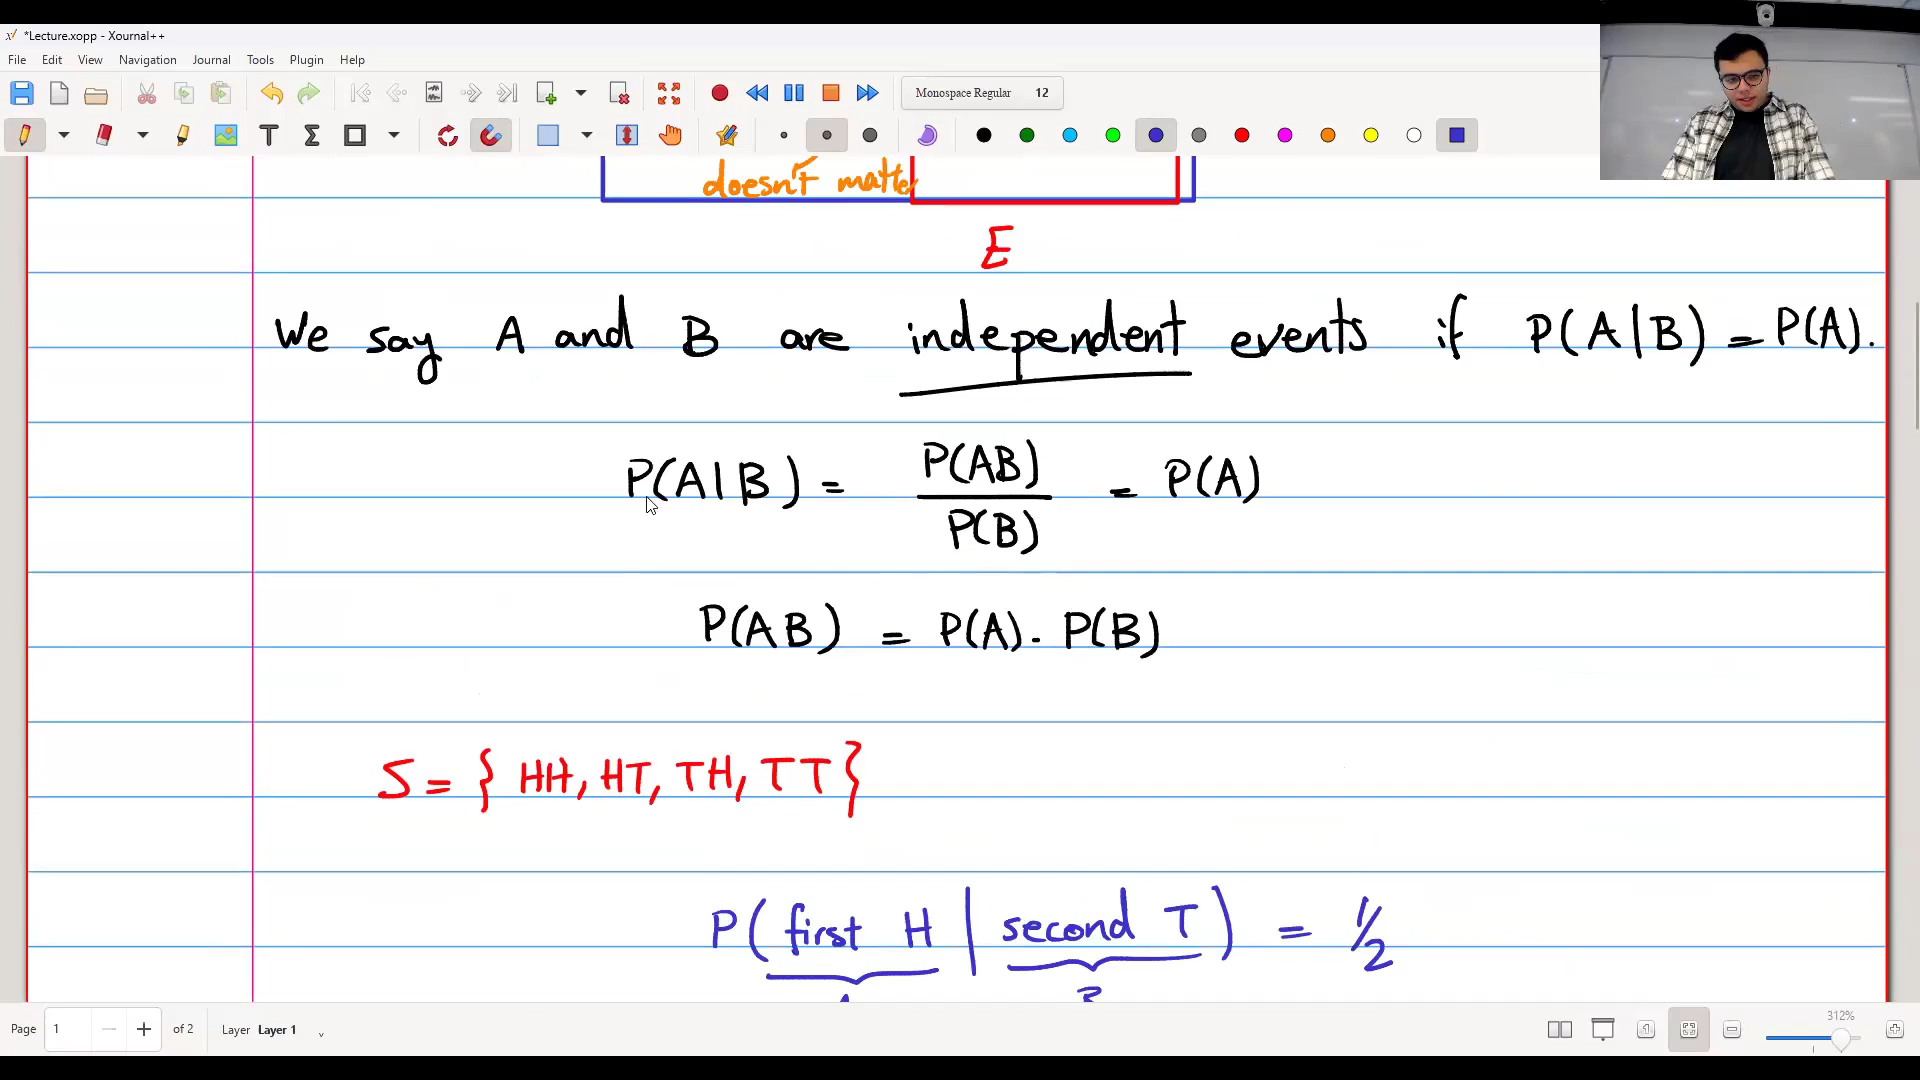 *Lecture.xopp - Xournal++
File Edit View Navigation Journal Tools Plugin Help
Monospace Regular 12
doesn't matte
E
We say A and B are independent events if P(A|B) = P(A).
P(A|B) = P(AB) / P(B) = P(A)
P(AB) = P(A) . P(B)
S = { HH, HT, TH, TT }
P( first H | second T ) = 1/2
Page 1 of 2 Layer Layer 1 312%